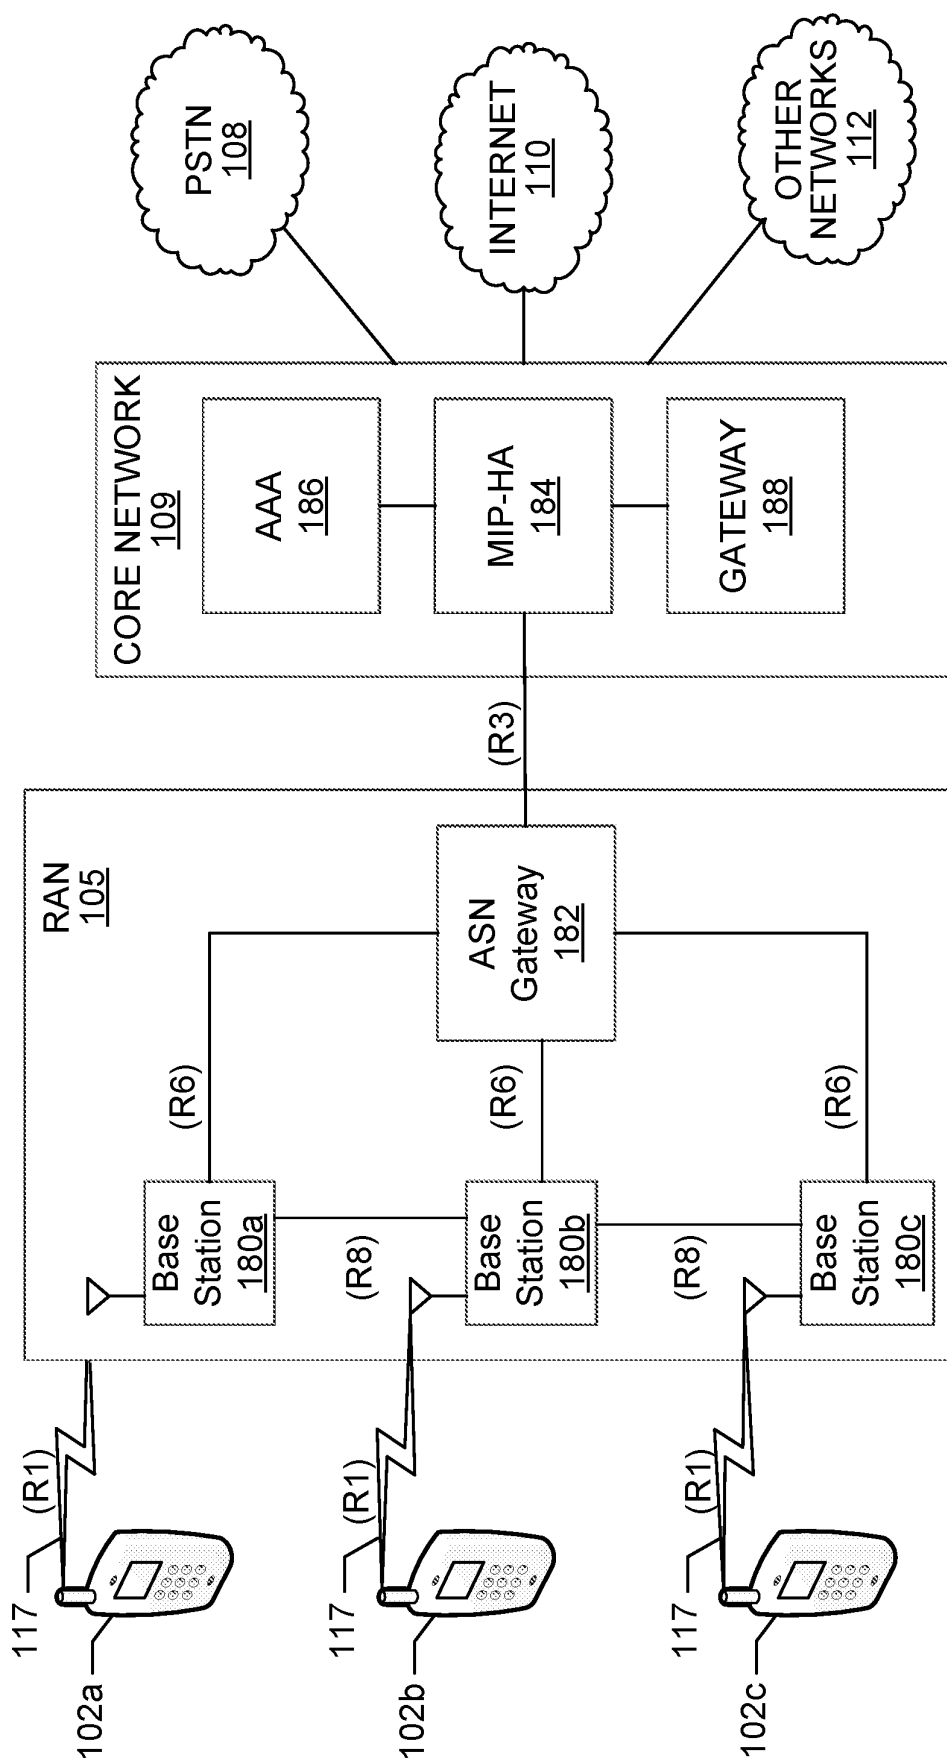 102a
117
(R1)
102b
117
(R1)
102c
117
(R1)
RAN
105
Base
Station
180a
(R8)
Base
Station
180b
(R8)
Base
Station
180c
(R6)
(R6)
(R6)
ASN
Gateway
182
(R3)
CORE NETWORK
109
AAA
186
MIP-HA
184
GATEWAY
188
PSTN
108
INTERNET
110
OTHER
NETWORKS
112